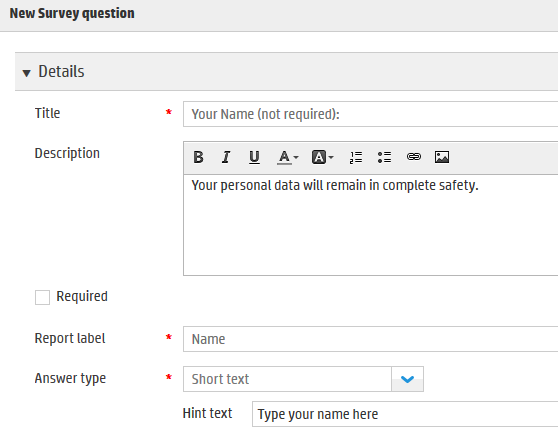 New Survey question
Details
Title * Your Name (not required):
Description B I U A A
Your personal data will remain in complete safety.
Required
Report label * Name
Answer type * Short text
Hint text Type your name here